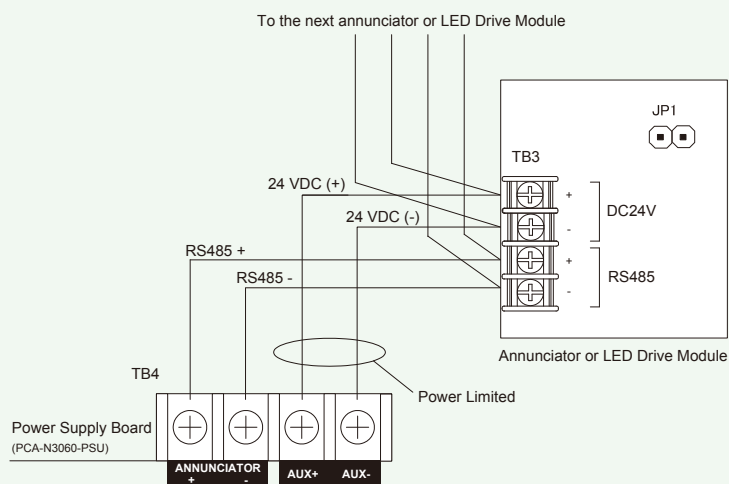 To the next annunciator or LED Drive Module
JP1
TB3
24 VDC (+)
+
DC24V
24 VDC (-)
-
RS485 +
+
RS485
RS485 -
-
Annunciator or LED Drive Module
TB4
Power Limited
Power Supply Board
(PCA-N3060-PSU)
ANNUNCIATOR
+ -
AUX+ AUX-